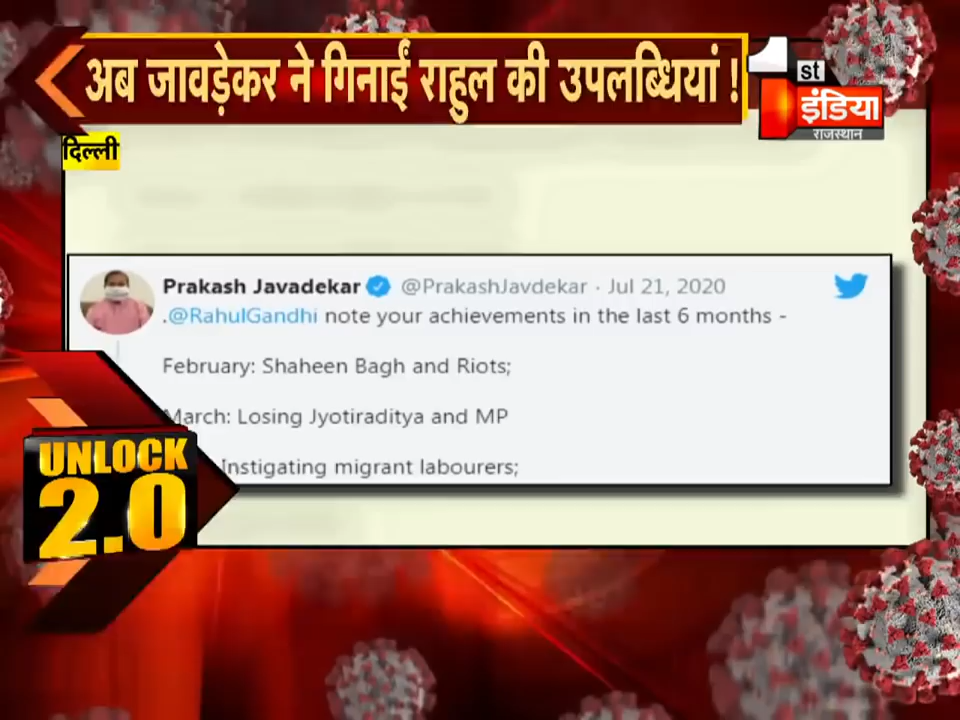 अब जावड़ेकर ने गिनाईं राहुल की उपलब्धियां !
1st
इंडिया
राजस्थान
दिल्ली
Prakash Javadekar @PrakashJavdekar · Jul 21, 2020
.@RahulGandhi note your achievements in the last 6 months -
February: Shaheen Bagh and Riots;
March: Losing Jyotiraditya and MP
Instigating migrant labourers;
UNLOCK
2.0